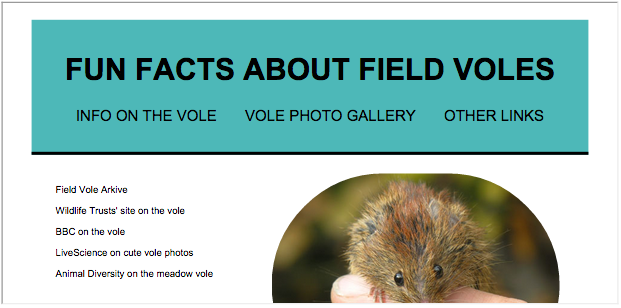 FUN FACTS ABOUT FIELD VOLES
INFO ON THE VOLE VOLE PHOTO GALLERY OTHER LINKS
Field Vole Arkive
Wildlife Trusts' site on the vole
BBC on the vole
LiveScience on cute vole photos
Animal Diversity on the meadow vole